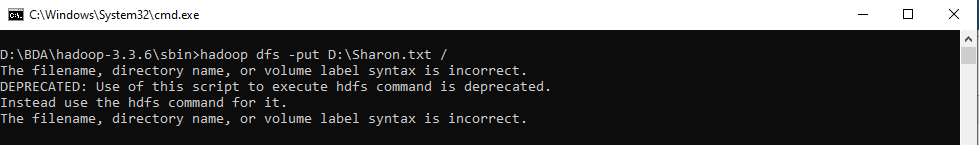 C:\Windows\System32\cmd.exe
D:\BDA\hadoop-3.3.6\sbin>hadoop dfs -put D:\Sharon.txt /
The filename, directory name, or volume label syntax is incorrect.
DEPRECATED: Use of this script to execute hdfs command is deprecated.
Instead use the hdfs command for it.
The filename, directory name, or volume label syntax is incorrect.